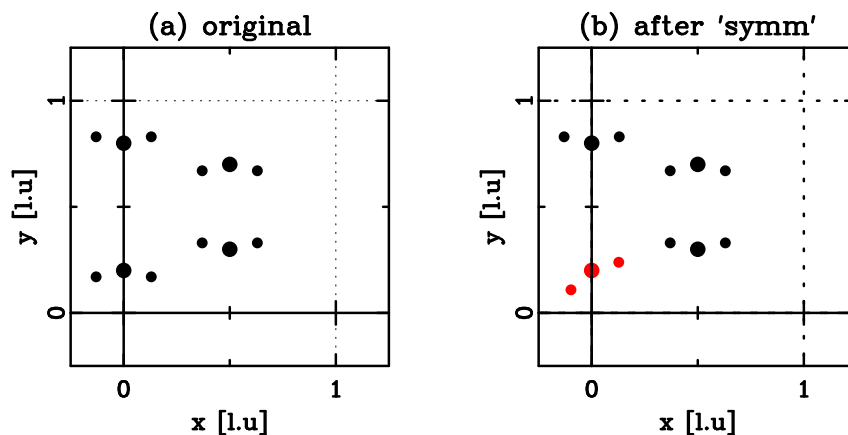 (a) original
1
0
y [l.u]
0 1
x [l.u]
(b) after 'symm'
1
0
y [l.u]
0 1
x [l.u]